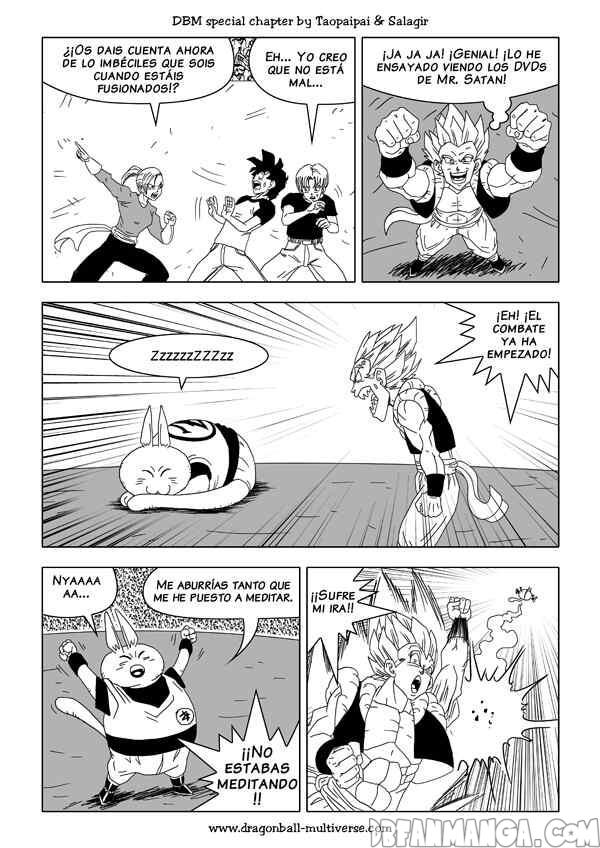 DBM special chapter by Taopaipai & Salagir
¿¡Os dais cuenta ahora
de lo imbéciles que sois
cuando estáis
fusionados!?
Eh... Yo creo
que no está
mal...
¡Ja ja ja! ¡Genial! ¡Lo he
ensayado viendo los DVDs
de Mr. Satan!
ZzzzzzZZZzz
¡Eh! ¡El
combate
ya ha
empezado!
Nyaaaa
aa...
Me aburrías tanto que
me he puesto a meditar.
¡¡No
estabas
meditando
!!
¡¡Sufre
mi ira!!
www.dragonball-multiverse.com
DBFANMANGA.COM